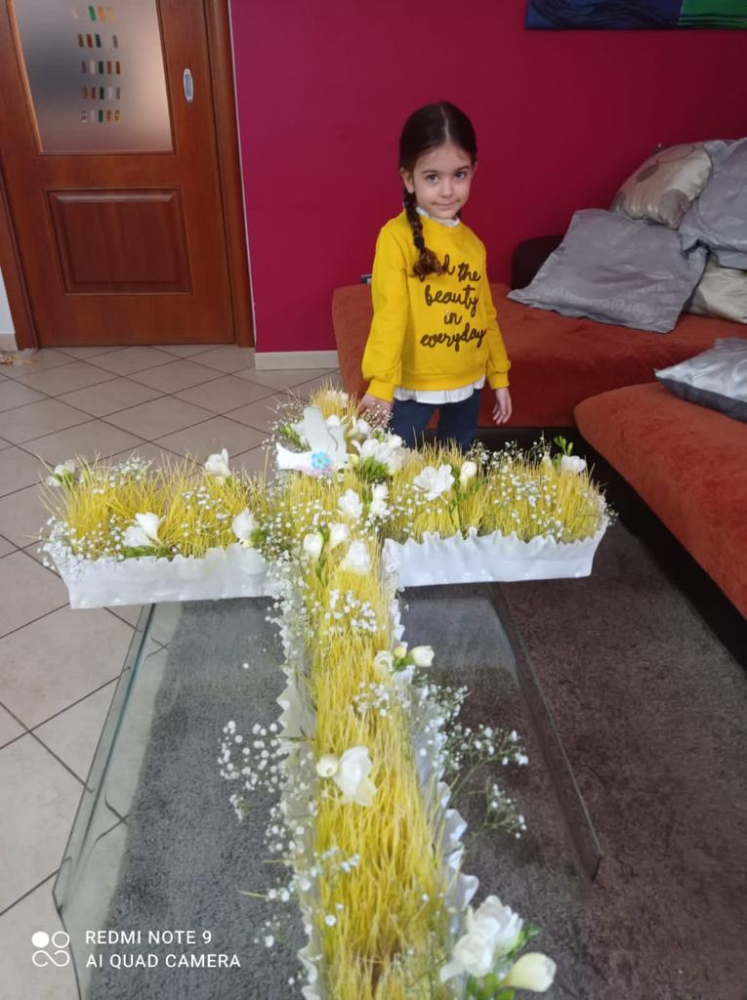 the
beauty
in
everyday
REDMI NOTE 9
AI QUAD CAMERA